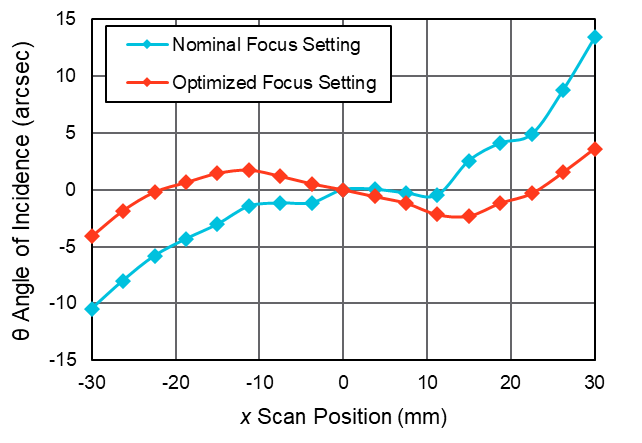 15
10
5
0
-5
-10
-15
θ Angle of Incidence (arcsec)
Nominal Focus Setting
Optimized Focus Setting
-30 -20 -10 0 10 20 30
x Scan Position (mm)